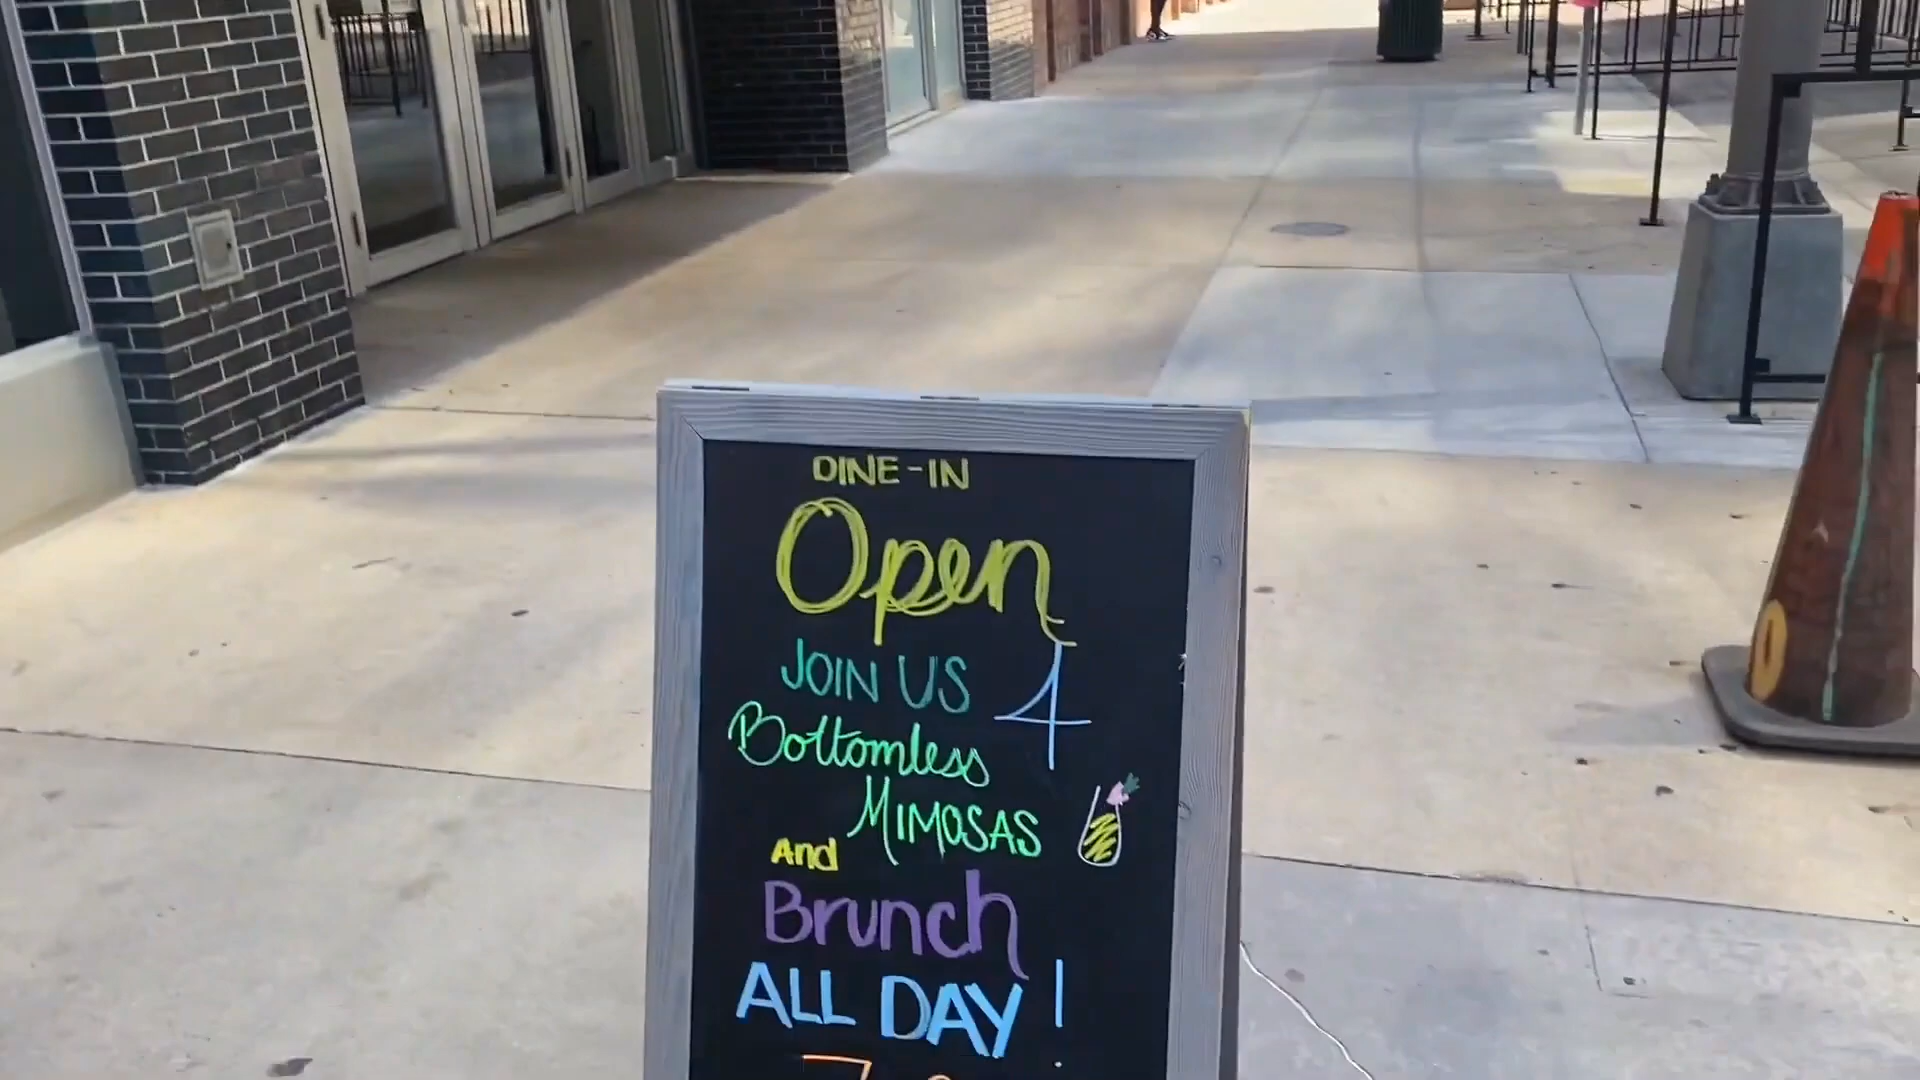 DINE-IN
Open
JOIN US 4
Bottomless
MIMOSAS
And
Brunch
ALL DAY!